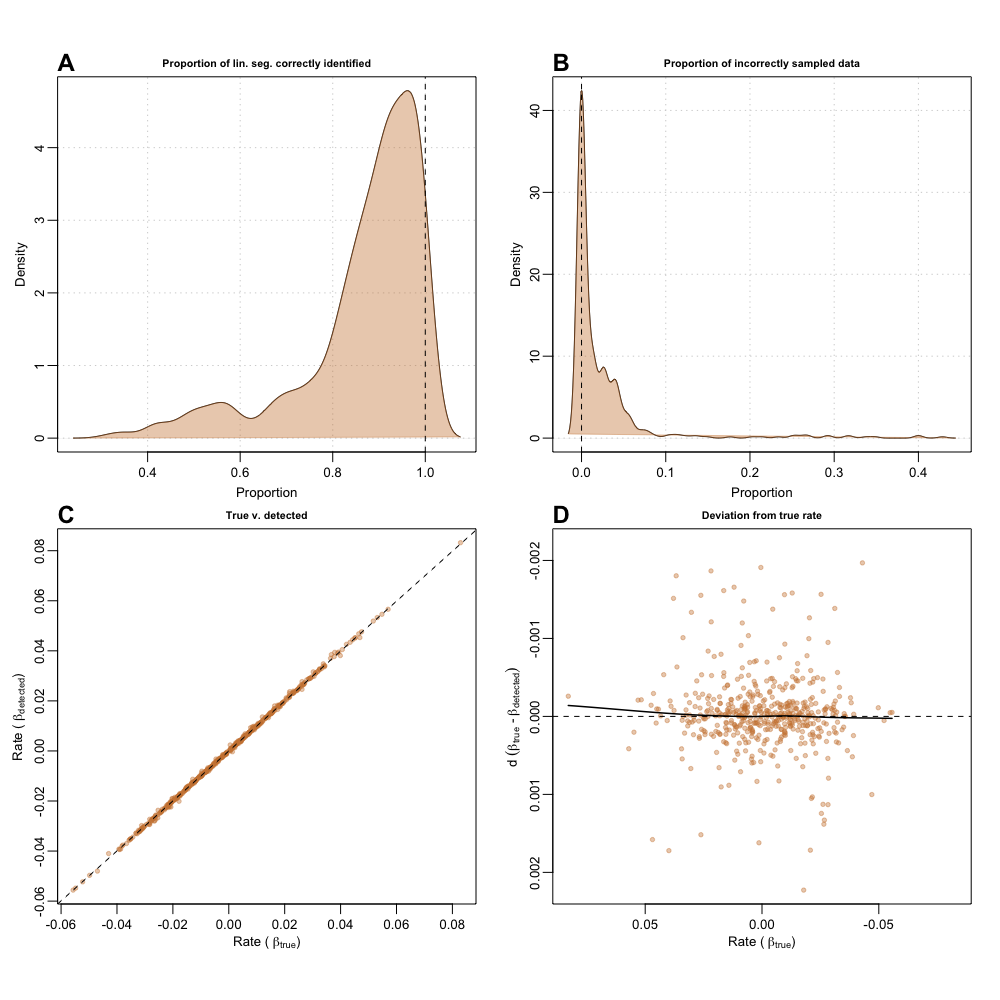 A
Proportion of lin. seg. correctly identified
Density
0
1
2
3
4
0.4
0.6
0.8
1.0
Proportion
B
Proportion of incorrectly sampled data
Density
0
10
20
30
40
0.0
0.1
0.2
0.3
0.4
Proportion
C
True v. detected
Rate ( βdetected)
-0.06
-0.04
-0.02
0.00
0.02
0.04
0.06
0.08
-0.06
-0.04
-0.02
0.00
0.02
0.04
0.06
0.08
Rate ( βtrue)
D
Deviation from true rate
d (βtrue - βdetected)
-0.002
-0.001
0.000
0.001
0.002
0.05
0.00
-0.05
Rate ( βtrue)